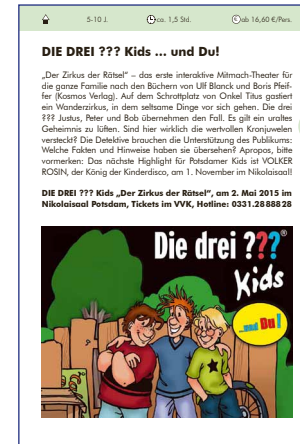 5-10 J.
ca. 1,5 Std.
€ ab 16,60 €/Pers.
DIE DREI ??? Kids ... und Du!
„Der Zirkus der Rätsel" – das erste interaktive Mitmach-Theater für
die ganze Familie nach den Büchern von Ulf Blanck und Boris Pfeif-
fer (Kosmos Verlag). Auf dem Schrottplatz von Onkel Titus gastiert
ein Wanderzirkus, in dem seltsame Dinge vor sich gehen. Die drei
??? Justus, Peter und Bob übernehmen den Fall. Es gilt ein uraltes
Geheimnis zu lüften. Sind hier wirklich die wertvollen Kronjuwelen
versteckt? Die Detektive brauchen die Unterstützung des Publikums:
Welche Fakten und Hinweise haben sie übersehen? Apropos, bitte
vormerken: Das nächste Highlight für Potsdamer Kids ist VOLKER
ROSIN, der König der Kinderdisco, am 1. November im Nikolaisaal!
DIE DREI ??? Kids „Der Zirkus der Rätsel", am 2. Mai 2015 im
Nikolaisaal Potsdam, Tickets im VVK, Hotline: 0331.2888828
Die drei ???®
Kids
...und Du!